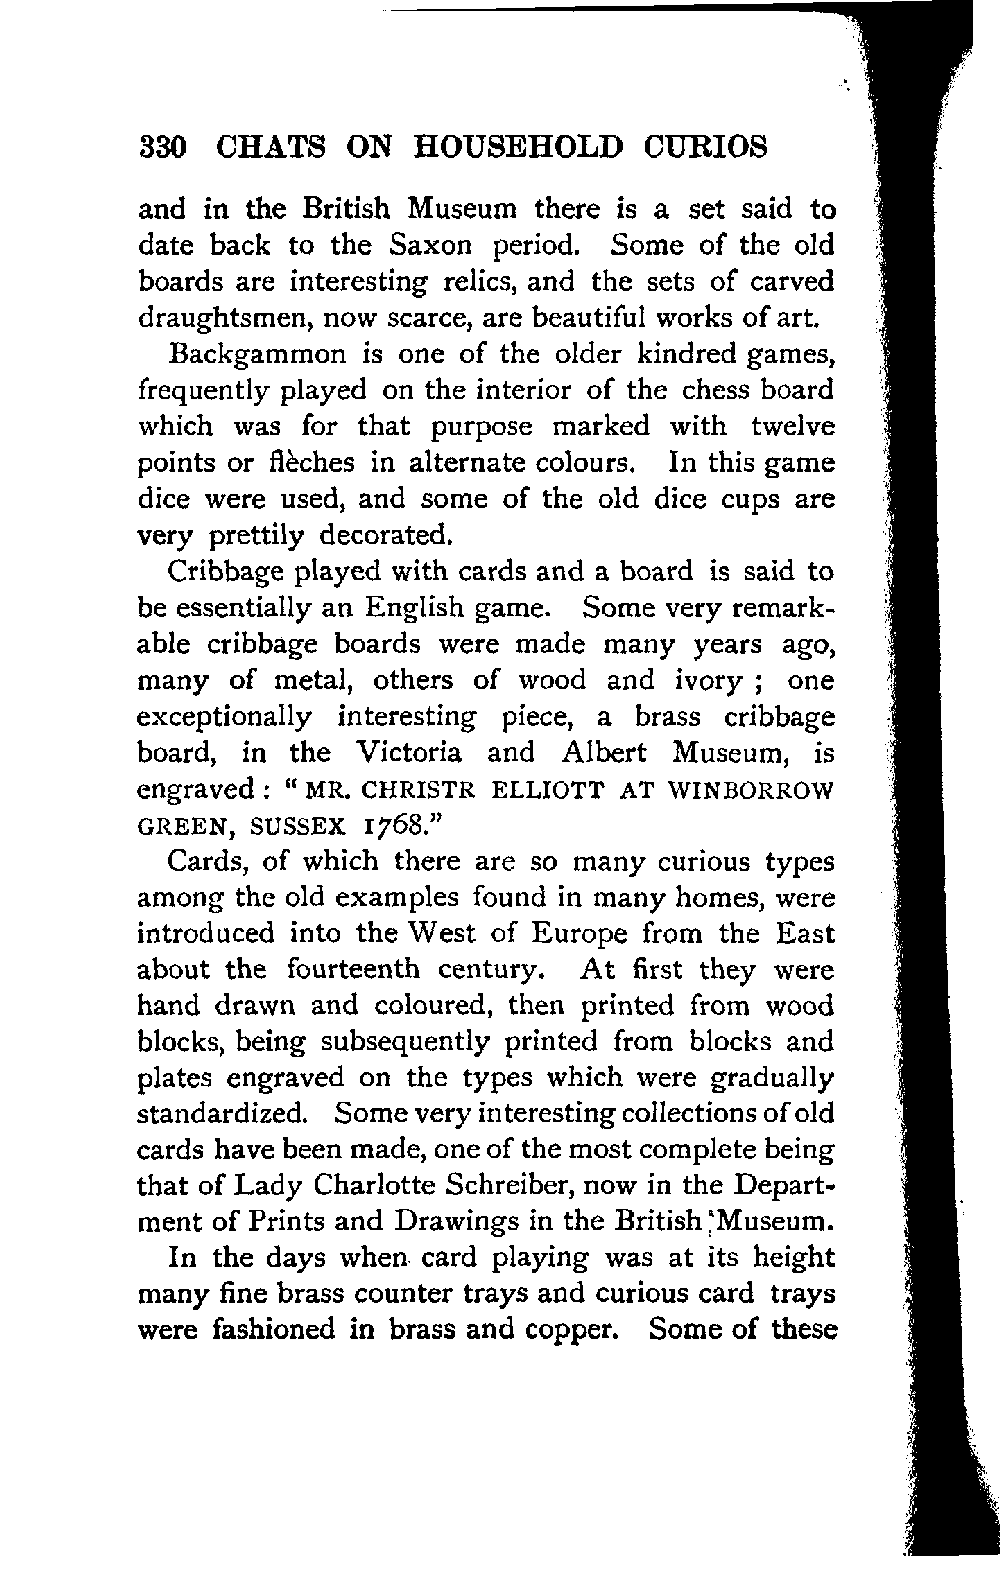 330 CHATS ON HOUSEHOLD CURIOS
and in the British Museum there is a set said to
date back to the Saxon period. Some of the old
boards are interesting relics, and the sets of carved
draughtsmen, now scarce, are beautiful works of art.
Backgammon is one of the older kindred games,
frequently played on the interior of the chess board
which was for that purpose marked with twelve
points or flèches in alternate colours. In this game
dice were used, and some of the old dice cups are
very prettily decorated.
Cribbage played with cards and a board is said to
be essentially an English game. Some very remark-
able cribbage boards were made many years ago,
many of metal, others of wood and ivory ; one
exceptionally interesting piece, a brass cribbage
board, in the Victoria and Albert Museum, is
engraved : “ MR. CHRISTR ELLIOTT AT WINBORROW
GREEN, SUSSEX 1768.”
Cards, of which there are so many curious types
among the old examples found in many homes, were
introduced into the West of Europe from the East
about the fourteenth century. At first they were
hand drawn and coloured, then printed from wood
blocks, being subsequently printed from blocks and
plates engraved on the types which were gradually
standardized. Some very interesting collections of old
cards have been made, one of the most complete being
that of Lady Charlotte Schreiber, now in the Depart-
ment of Prints and Drawings in the British Museum.
In the days when card playing was at its height
many fine brass counter trays and curious card trays
were fashioned in brass and copper. Some of these